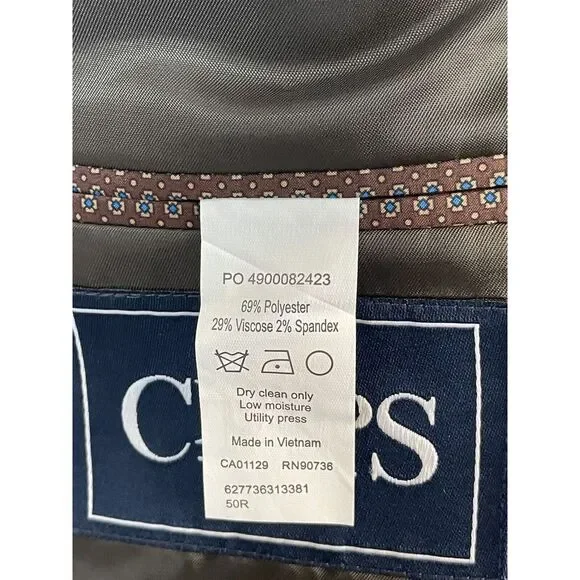 PO 4900082423
69% Polyester
29% Viscose 2% Spandex
Dry clean only
Low moisture
Utility press
Made in Vietnam
CA01129 RN90736
627736313381
50R